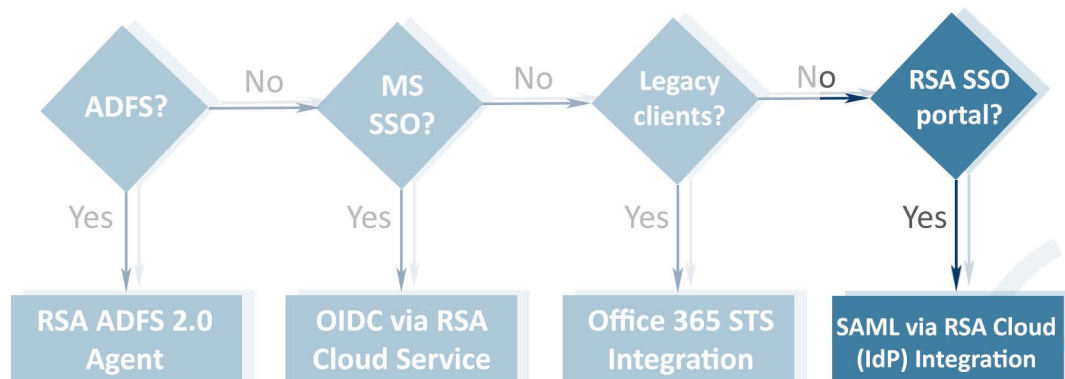 ADFS?
No
MS
SSO?
No
Legacy
clients?
No
RSA SSO
portal?
Yes
Yes
Yes
Yes
RSA ADFS 2.0
Agent
OIDC via RSA
Cloud Service
Office 365 STS
Integration
SAML via RSA Cloud
(IdP) Integration